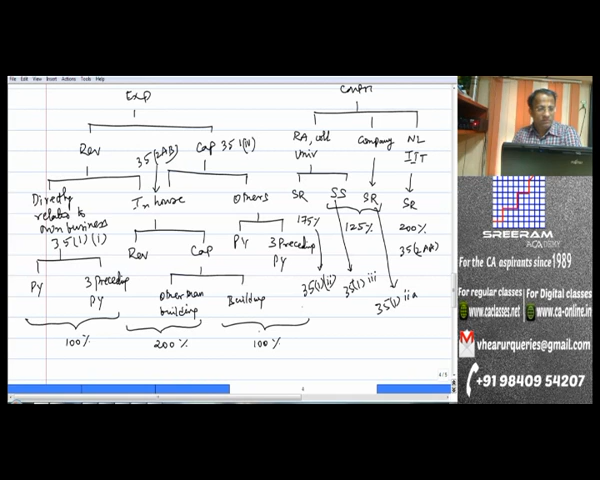 File Edit View Insert Actions Tools Help
Exp
Contri
Rev
35(2AB)
Cap 35 1(iv)
RA, coll
Univ
Company
NL
IIT
Directly
relates to
own business
35(1)(i)
In house
Others
SR
SS
SR
SR
175%
125%
200%
35(2AA)
Rev
Cap
PY
3 Preceding
PY
PY
3 Preceding
PY
Other than
building
Building
35(1)(ii)
35(1) iii
35(1) iia
100%
200%
100%
4/5
SREERAM
ACADEMY
For the CA aspirants since 1989
For regular classes
For Digital classes
www.caclasses.net
www.ca-online.in
vhearurqueries@gmail.com
+91 98409 54207